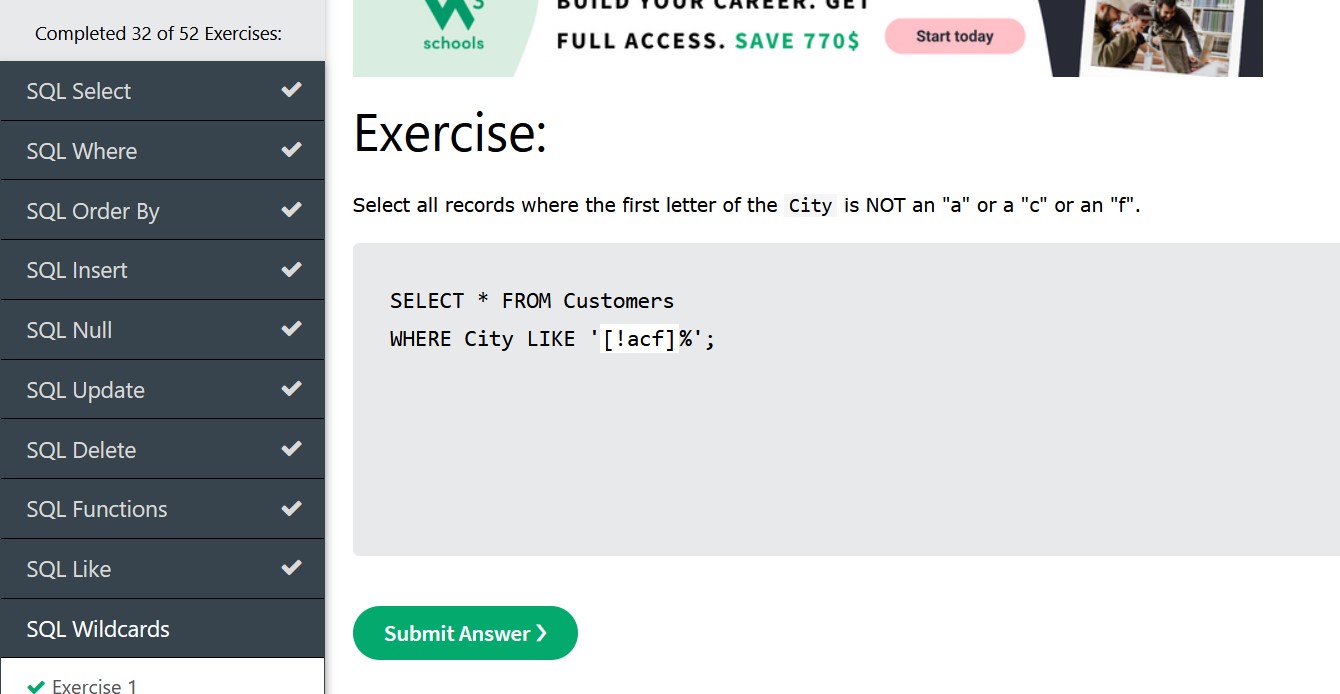 Completed 32 of 52 Exercises:
SQL Select
SQL Where
SQL Order By
SQL Insert
SQL Null
SQL Update
SQL Delete
SQL Functions
SQL Like
SQL Wildcards
Exercise 1
3
schools
BUILD YOUR CAREER. GET
FULL ACCESS. SAVE 770$
Start today
Exercise:
Select all records where the first letter of the City is NOT an "a" or a "c" or an "f".
SELECT * FROM Customers
WHERE City LIKE '[!acf]%';
Submit Answer ❯